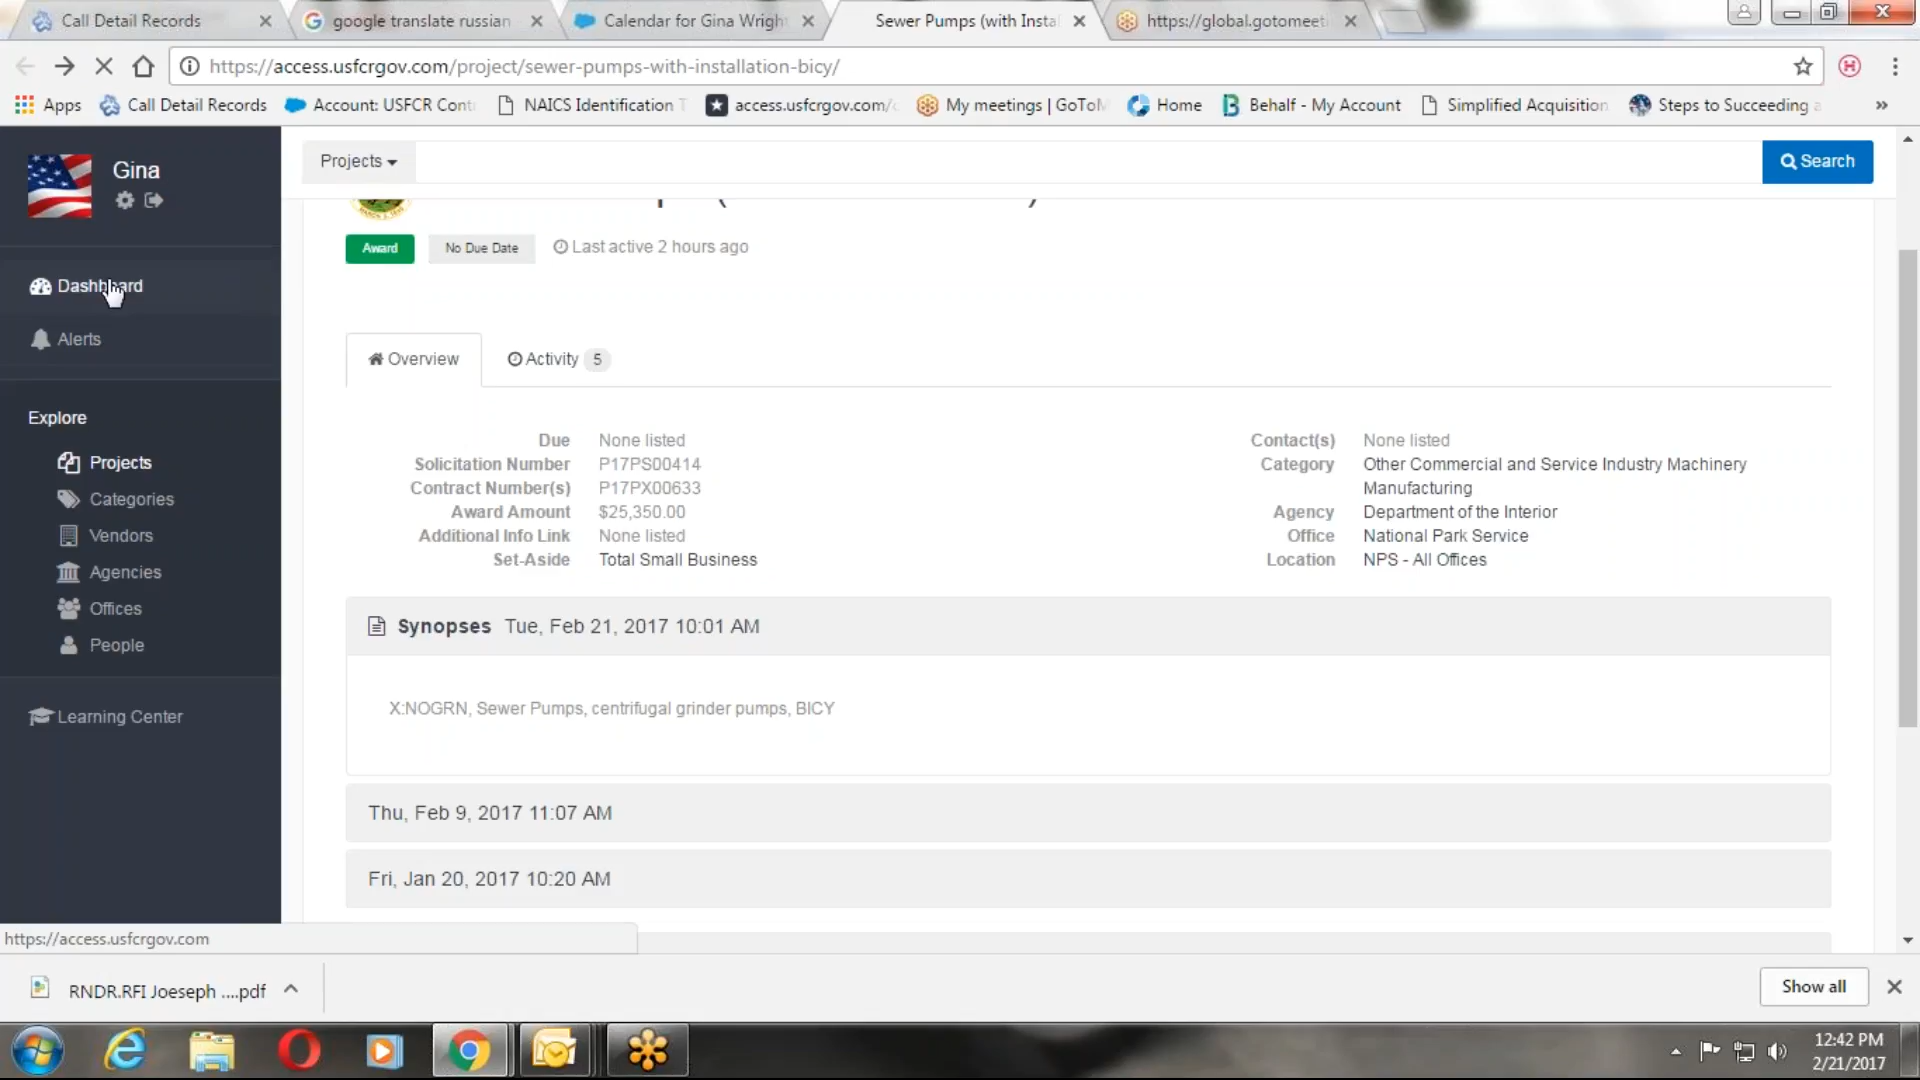 Call Detail Records
google translate russian
Calendar for Gina Wright
Sewer Pumps (with Insta
https://global.gotomeeti
https://access.usfcrgov.com/project/sewer-pumps-with-installation-bicy/
Apps
Call Detail Records
Account: USFCR Cont
NAICS Identification T
access.usfcrgov.com/
My meetings | GoToM
Home
Behalf - My Account
Simplified Acquisition
Steps to Succeeding a
»
Gina
Projects
Search
Award
No Due Date
Last active 2 hours ago
Dashboard
Alerts
Overview
Activity 5
Explore
Projects
Categories
Vendors
Agencies
Offices
People
Learning Center
Due None listed
Solicitation Number P17PS00414
Contract Number(s) P17PX00633
Award Amount $25,350.00
Additional Info Link None listed
Set-Aside Total Small Business
Contact(s) None listed
Category Other Commercial and Service Industry Machinery
Manufacturing
Agency Department of the Interior
Office National Park Service
Location NPS - All Offices
Synopses Tue, Feb 21, 2017 10:01 AM
X:NOGRN, Sewer Pumps, centrifugal grinder pumps, BICY
Thu, Feb 9, 2017 11:07 AM
Fri, Jan 20, 2017 10:20 AM
https://access.usfcrgov.com
RNDR.RFI Joeseph ....pdf
Show all
12:42 PM
2/21/2017